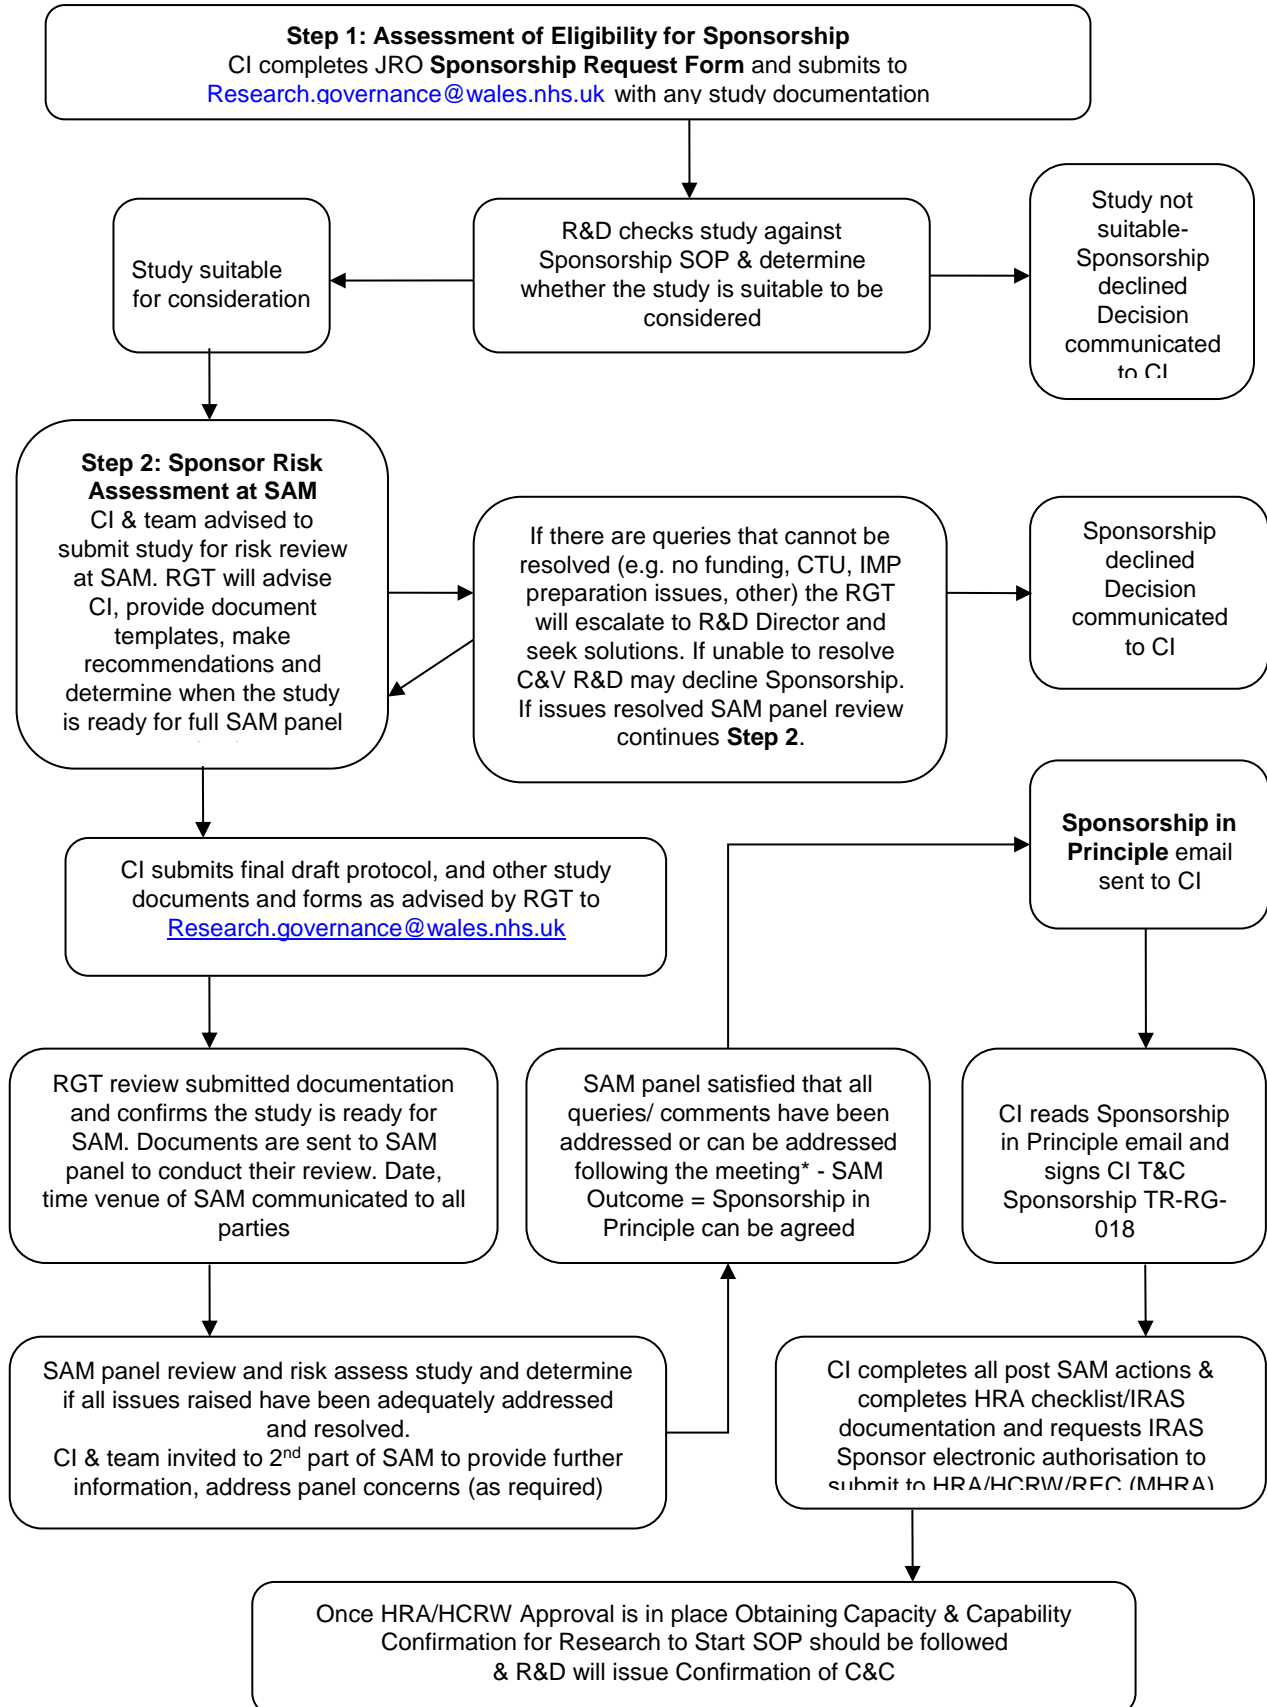 Step 1: Assessment of Eligibility for Sponsorship
CI completes JRO Sponsorship Request Form and submits to
Research.governance@wales.nhs.uk with any study documentation
Study suitable
for consideration
R&D checks study against
Sponsorship SOP & determine
whether the study is suitable to be
considered
Study not
suitable-
Sponsorship
declined
Decision
communicated
to CI
Step 2: Sponsor Risk
Assessment at SAM
CI & team advised to
submit study for risk review
at SAM. RGT will advise
CI, provide document
templates, make
recommendations and
determine when the study
is ready for full SAM panel
If there are queries that cannot be
resolved (e.g. no funding, CTU, IMP
preparation issues, other) the RGT
will escalate to R&D Director and
seek solutions. If unable to resolve
C&V R&D may decline Sponsorship.
If issues resolved SAM panel review
continues Step 2.
Sponsorship
declined
Decision
communicated
to CI
CI submits final draft protocol, and other study
documents and forms as advised by RGT to
Research.governance@wales.nhs.uk
Sponsorship in
Principle email
sent to CI
RGT review submitted documentation
and confirms the study is ready for
SAM. Documents are sent to SAM
panel to conduct their review. Date,
time venue of SAM communicated to all
parties
SAM panel satisfied that all
queries/ comments have been
addressed or can be addressed
following the meeting* - SAM
Outcome = Sponsorship in
Principle can be agreed
CI reads Sponsorship
in Principle email and
signs CI T&C
Sponsorship TR-RG-
018
SAM panel review and risk assess study and determine
if all issues raised have been adequately addressed
and resolved.
CI & team invited to 2nd part of SAM to provide further
information, address panel concerns (as required)
CI completes all post SAM actions &
completes HRA checklist/IRAS
documentation and requests IRAS
Sponsor electronic authorisation to
submit to HRA/HCRW/REC (MHRA)
Once HRA/HCRW Approval is in place Obtaining Capacity & Capability
Confirmation for Research to Start SOP should be followed
& R&D will issue Confirmation of C&C